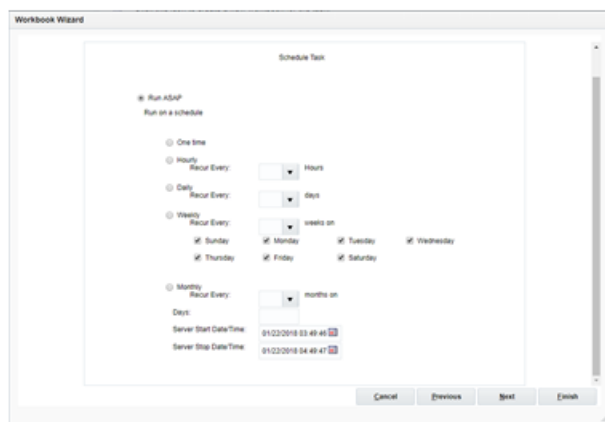 Workbook Wizard
Schedule Task
Run ASAP
Run on a schedule
One time
Hourly
Recur Every: Hours
Daily
Recur Every: days
Weekly
Recur Every: weeks on
Sunday Monday Tuesday Wednesday
Thursday Friday Saturday
Monthly
Recur Every: months on
Days:
Server Start Date/Time: 01/22/2018 03:49:46
Server Stop Date/Time: 01/22/2018 04:49:47
Cancel Previous Next Finish